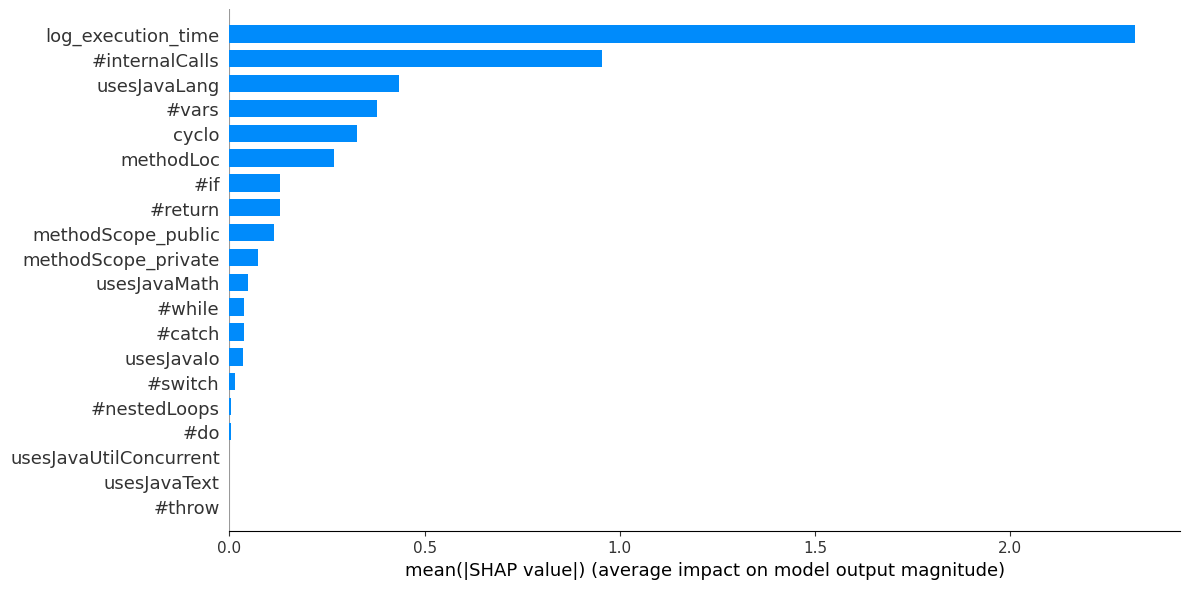 log_execution_time
#internalCalls
usesJavaLang
#vars
cyclo
methodLoc
#if
#return
methodScope_public
methodScope_private
usesJavaMath
#while
#catch
usesJavaIo
#switch
#nestedLoops
#do
usesJavaUtilConcurrent
usesJavaText
#throw
0.0 0.5 1.0 1.5 2.0
mean(|SHAP value|) (average impact on model output magnitude)